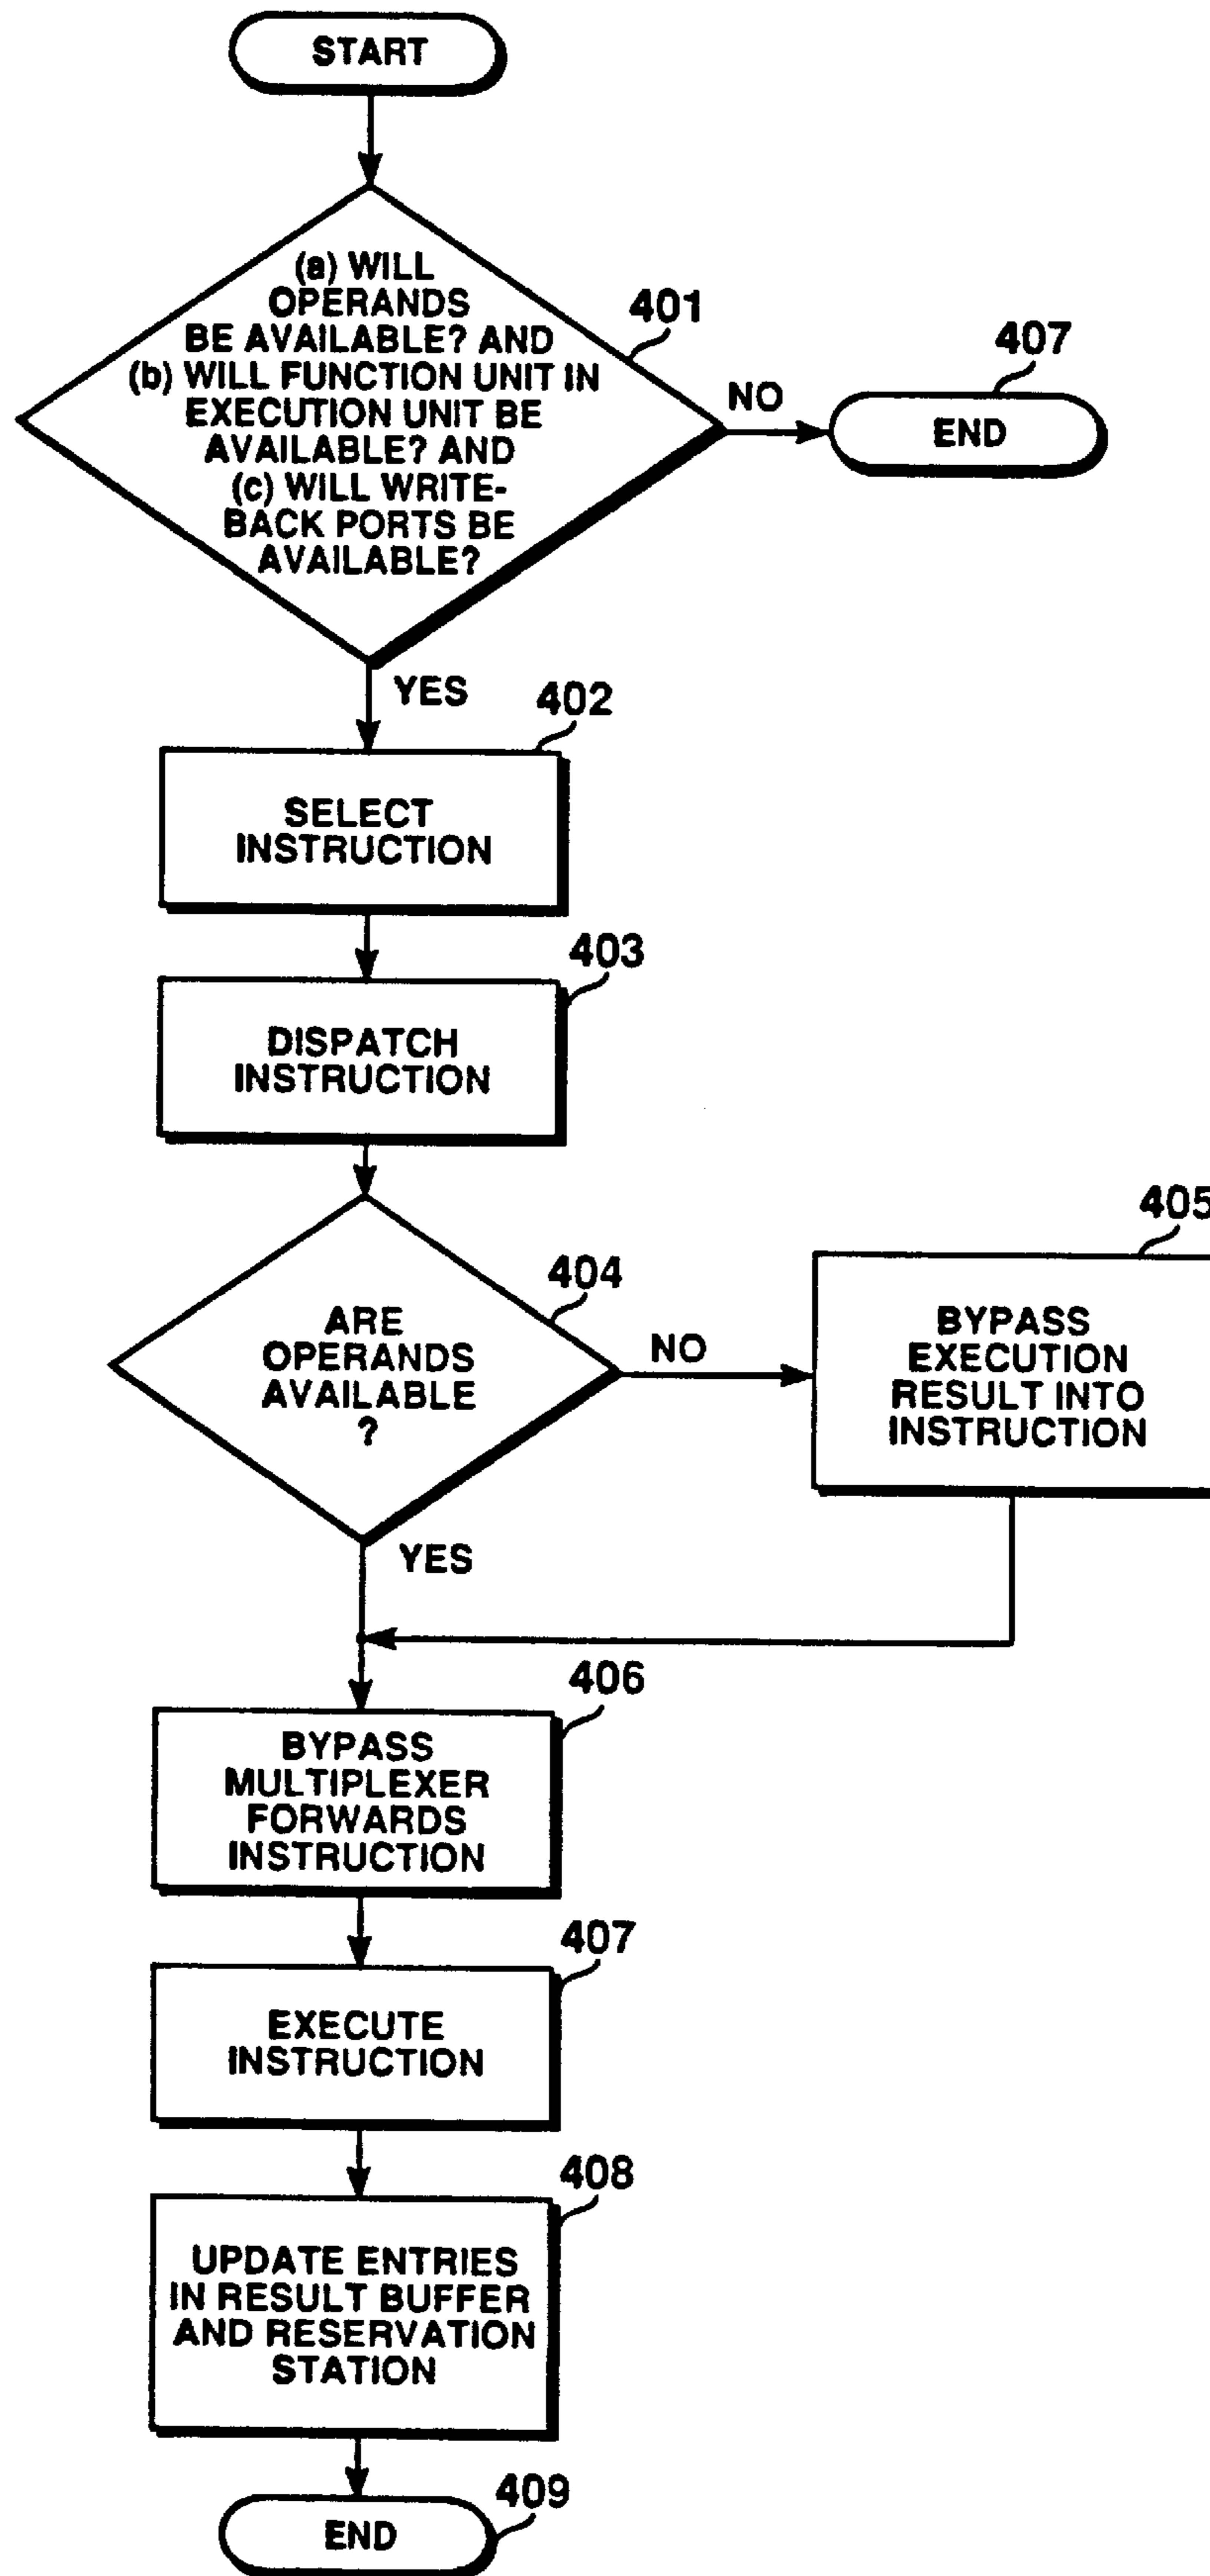 START
(a) WILL
OPERANDS
BE AVAILABLE? AND
(b) WILL FUNCTION UNIT IN
EXECUTION UNIT BE
AVAILABLE? AND
(c) WILL WRITE-
BACK PORTS BE
AVAILABLE?
401
NO
407
END
YES
402
SELECT
INSTRUCTION
403
DISPATCH
INSTRUCTION
404
ARE
OPERANDS
AVAILABLE
?
NO
405
BYPASS
EXECUTION
RESULT INTO
INSTRUCTION
YES
406
BYPASS
MULTIPLEXER
FORWARDS
INSTRUCTION
407
EXECUTE
INSTRUCTION
408
UPDATE ENTRIES
IN RESULT BUFFER
AND RESERVATION
STATION
409
END